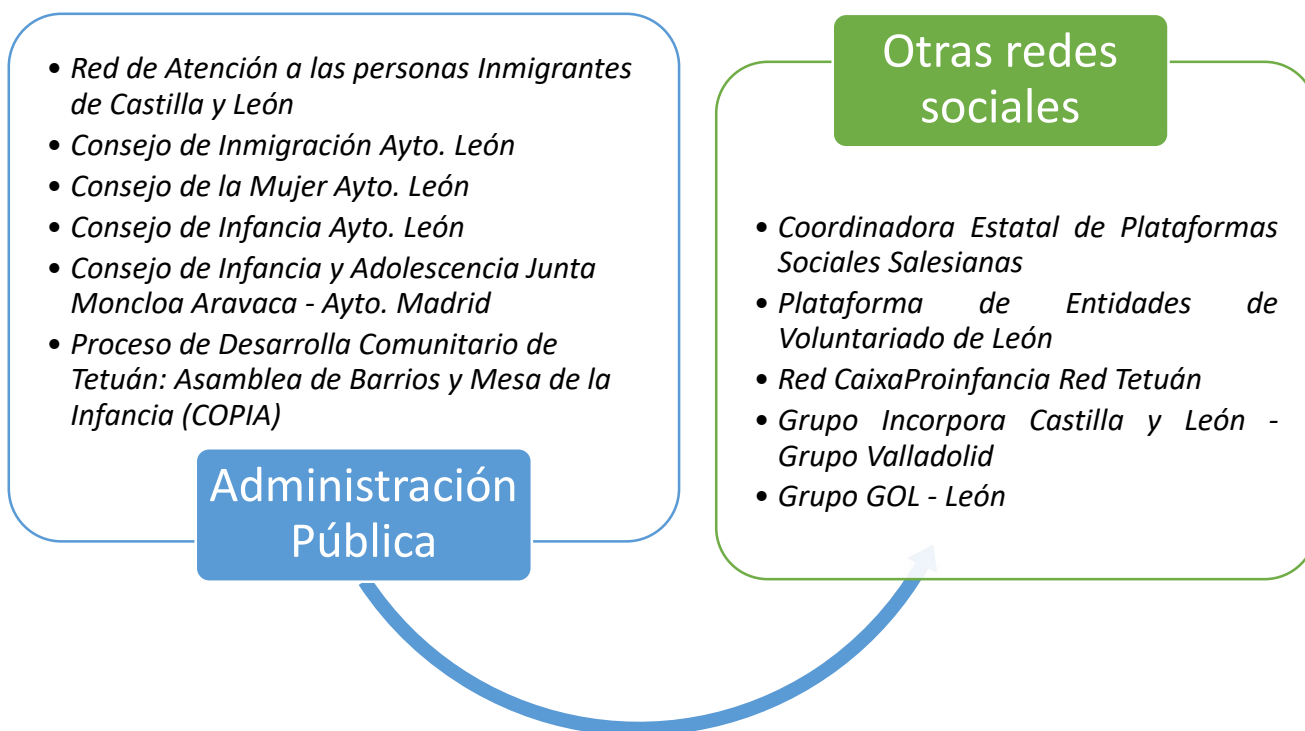 • Red de Atención a las personas Inmigrantes
de Castilla y León
• Consejo de Inmigración Ayto. León
• Consejo de la Mujer Ayto. León
• Consejo de Infancia Ayto. León
• Consejo de Infancia y Adolescencia Junta
Moncloa Aravaca - Ayto. Madrid
• Proceso de Desarrolla Comunitario de
Tetuán: Asamblea de Barrios y Mesa de la
Infancia (COPIA)
Administración
Pública
Otras redes
sociales
• Coordinadora Estatal de Plataformas
Sociales Salesianas
• Plataforma de Entidades de
Voluntariado de León
• Red CaixaProinfancia Red Tetuán
• Grupo Incorpora Castilla y León -
Grupo Valladolid
• Grupo GOL - León